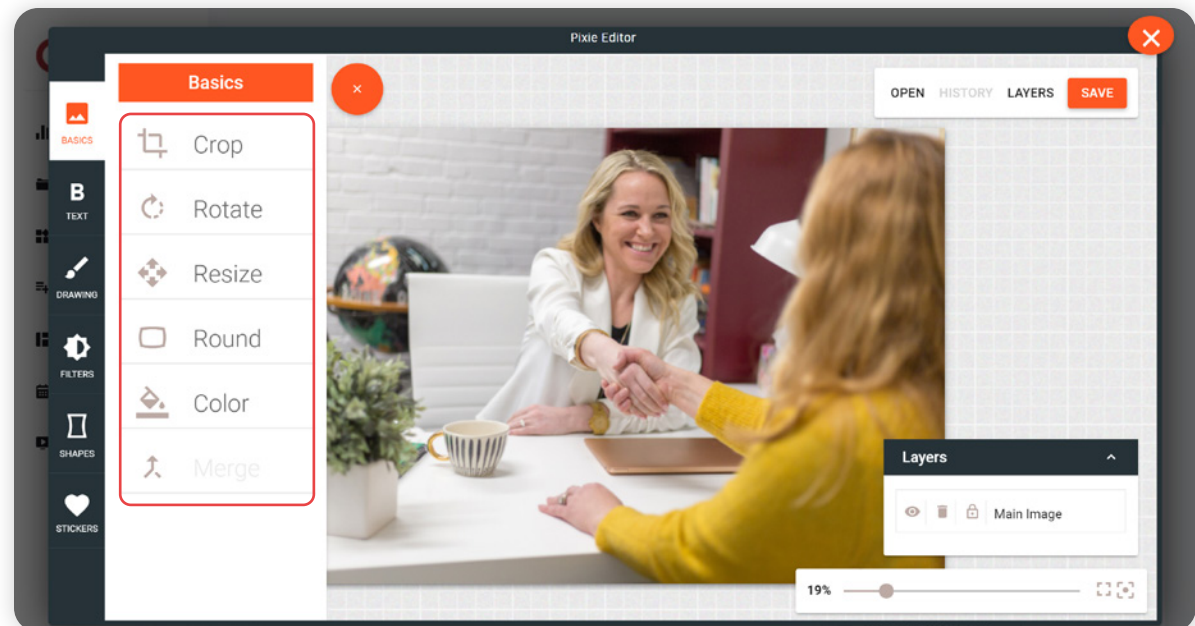 Pixie Editor
Basics
OPEN HISTORY LAYERS SAVE
BASICS
TEXT
DRAWING
FILTERS
SHAPES
STICKERS
Crop
Rotate
Resize
Round
Color
Merge
Layers
Main Image
19%